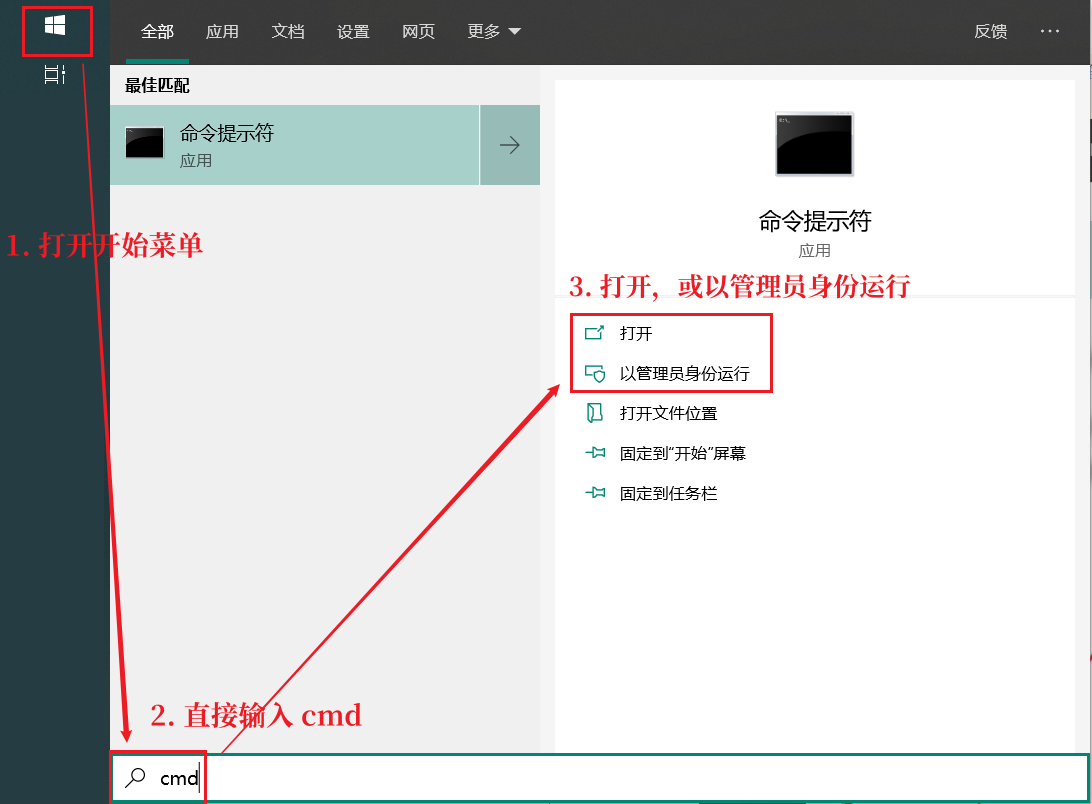 全部 应用 文档 设置 网页 更多 反馈 ...
最佳匹配
命令提示符
应用
命令提示符
应用
1. 打开开始菜单
3. 打开，或以管理员身份运行
打开
以管理员身份运行
打开文件位置
固定到“开始”屏幕
固定到任务栏
2. 直接输入 cmd
cmd